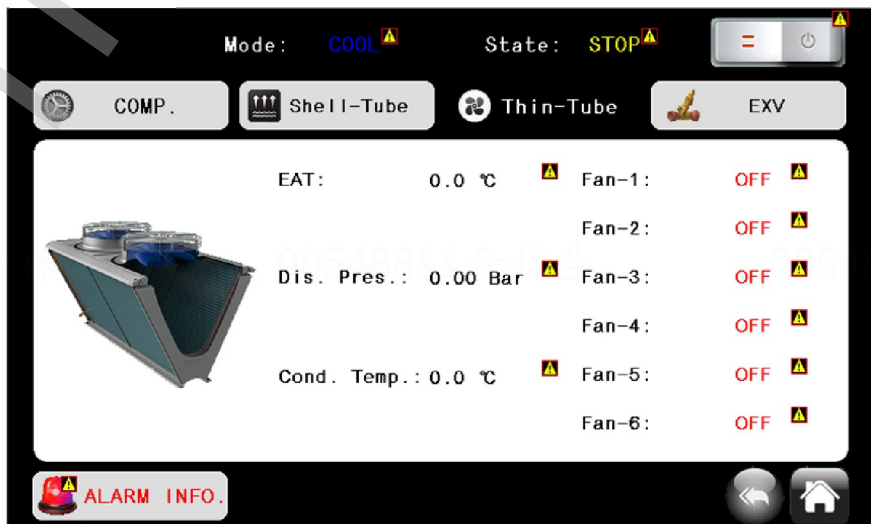 Mode: COOL State: STOP
COMP. Shell-Tube Thin-Tube EXV
EAT: 0.0 ℃ Fan-1: OFF
Fan-2: OFF
Dis. Pres.: 0.00 Bar Fan-3: OFF
Fan-4: OFF
Cond. Temp.: 0.0 ℃ Fan-5: OFF
Fan-6: OFF
ALARM INFO.